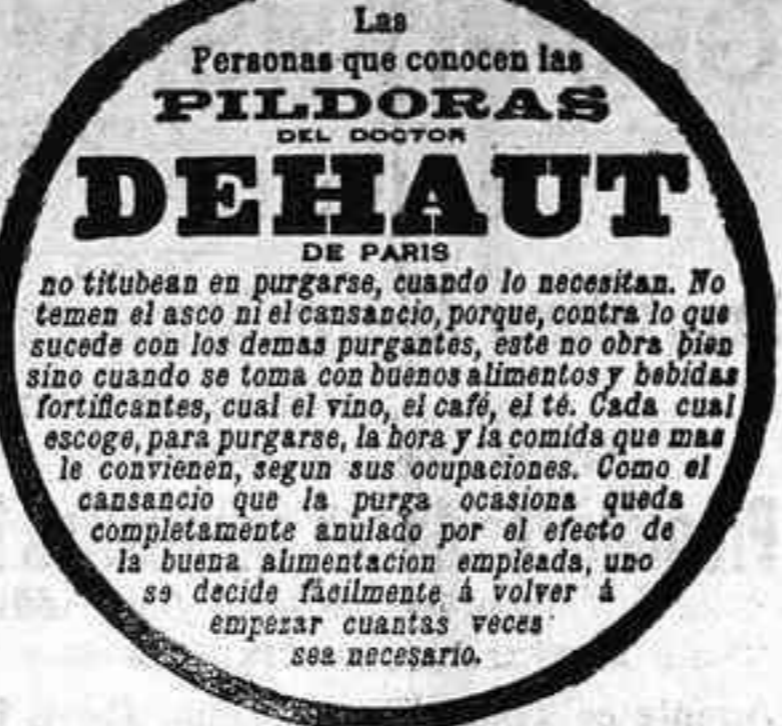 Las
Personas que conocen las
PILDORAS
DEL DOCTOR
DEHAUT
DE PARIS
no titubean en purgarse, cuando lo necesitan. No
temen el asco ni el cansancio, porque, contra lo que
sucede con los demas purgantes, este no obra bien
sino cuando se toma con buenos alimentos y bebidas
fortificantes, cual el vino, el café, el té. Cada cual
escoge, para purgarse, la hora y la comida que mas
le convienen, segun sus ocupaciones. Como el
cansancio que la purga ocasiona queda
completamente anulado por el efecto de
la buena alimentacion empleada, uno
se decide fácilmente á volver á
empezar cuantas veces
sea necesario.